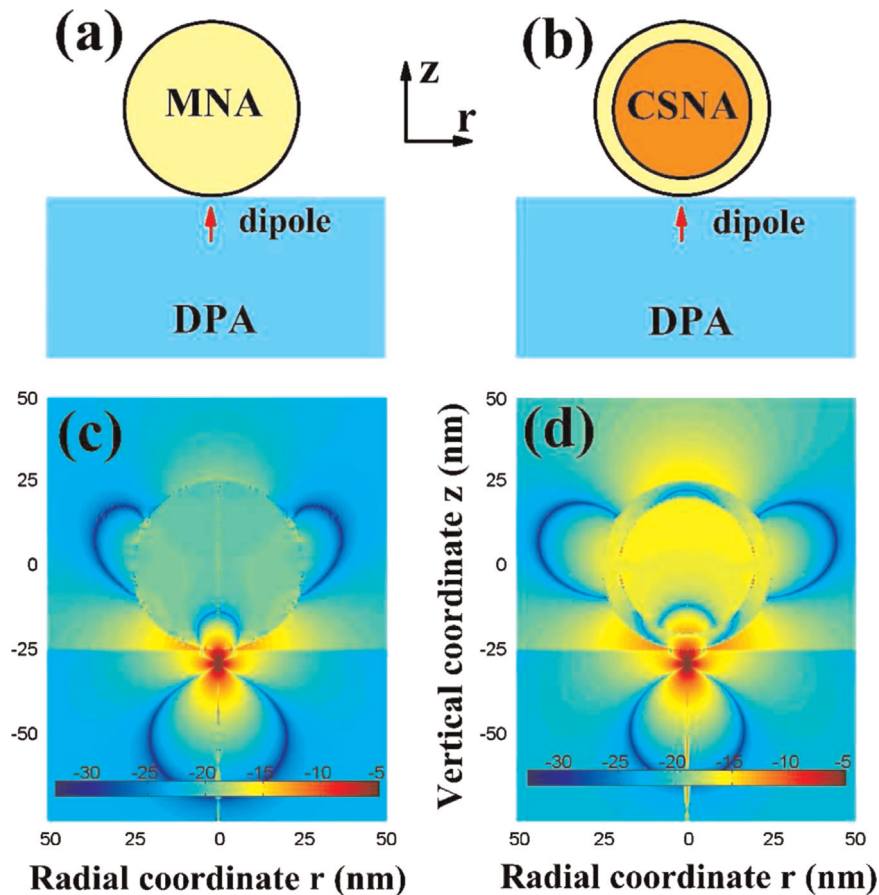 (a)
MNA
z
r
dipole
DPA
(b)
CSNA
dipole
DPA
(c)
50
25
0
-25
-50
-30 -25 -20 -15 -10 -5
50 25 0 25 50
Radial coordinate r (nm)
(d)
Vertical coordinate z (nm)
50
25
0
-25
-50
-30 -25 -20 -15 -10 -5
50 25 0 25 50
Radial coordinate r (nm)